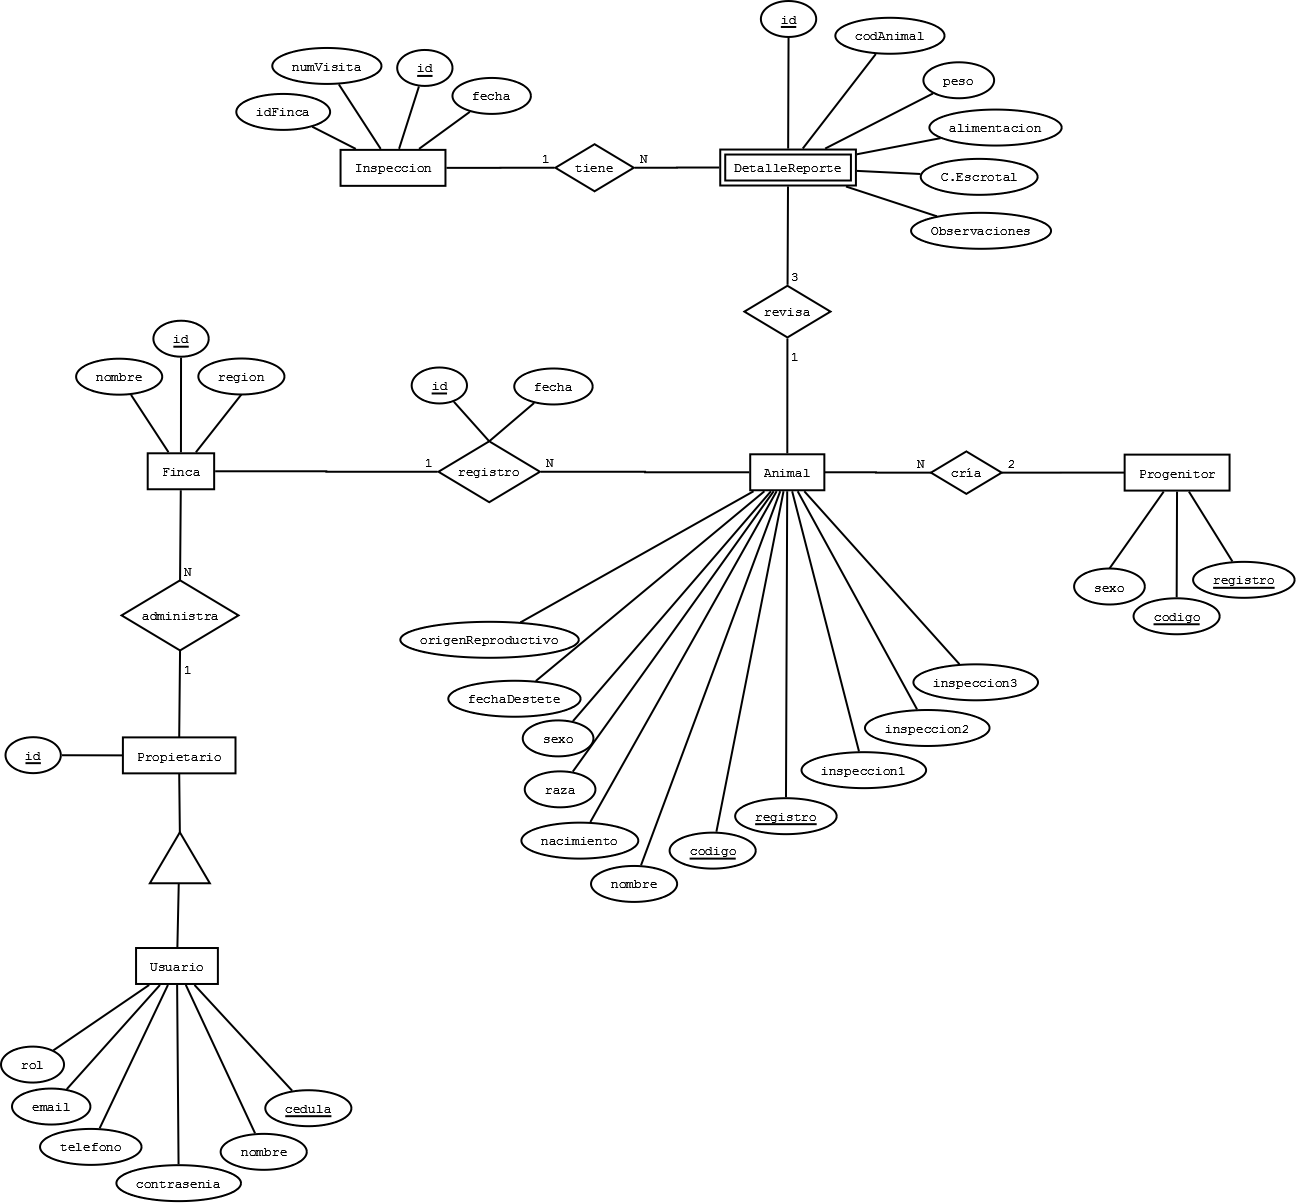 id
codAnimal
numVisita
id
peso
fecha
idFinca
alimentacion
1
N
Inspeccion
tiene
DetalleReporte
C.Escrotal
Observaciones
3
revisa
id
1
nombre
region
id
fecha
1
N
N
2
Finca
registro
Animal
cría
Progenitor
N
sexo
registro
administra
codigo
origenReproductivo
1
inspeccion3
fechaDestete
inspeccion2
sexo
id
Propietario
inspeccion1
raza
registro
nacimiento
codigo
nombre
Usuario
rol
email
cedula
telefono
nombre
contrasenia